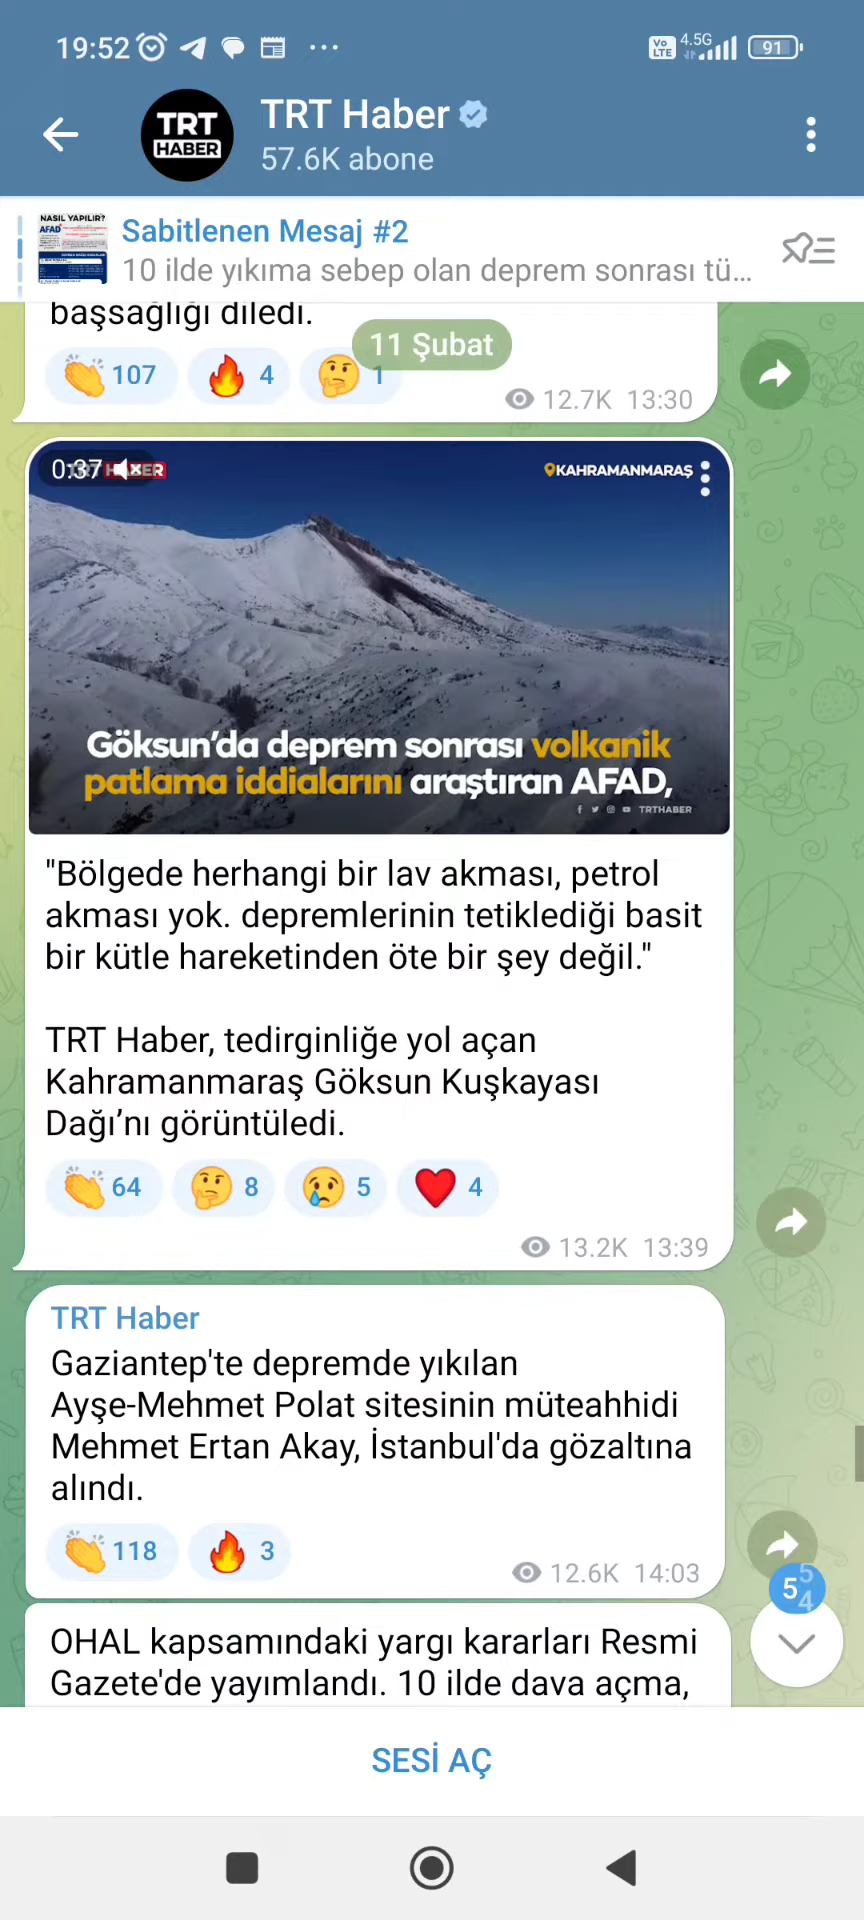 19:52
Vo LTE 4.5G 91
TRT HABER
TRT Haber
57.6K abone
NASIL YAPILIR?
AFAD
Sabitlenen Mesaj #2
10 ilde yıkıma sebep olan deprem sonrası tü...
başsağlığı diledi.
11 Şubat
107 4 1
12.7K 13:30
0:37
KAHRAMANMARAŞ
Göksun'da deprem sonrası volkanik
patlama iddialarını araştıran AFAD,
TRTHABER
"Bölgede herhangi bir lav akması, petrol
akması yok. depremlerinin tetiklediği basit
bir kütle hareketinden öte bir şey değil."
TRT Haber, tedirginliğe yol açan
Kahramanmaraş Göksun Kuşkayası
Dağı’nı görüntüledi.
64 8 5 4
13.2K 13:39
TRT Haber
Gaziantep'te depremde yıkılan
Ayşe-Mehmet Polat sitesinin müteahhidi
Mehmet Ertan Akay, İstanbul'da gözaltına
alındı.
118 3
12.6K 14:03
OHAL kapsamındaki yargı kararları Resmi
Gazete'de yayımlandı. 10 ilde dava açma,
SESİ AÇ